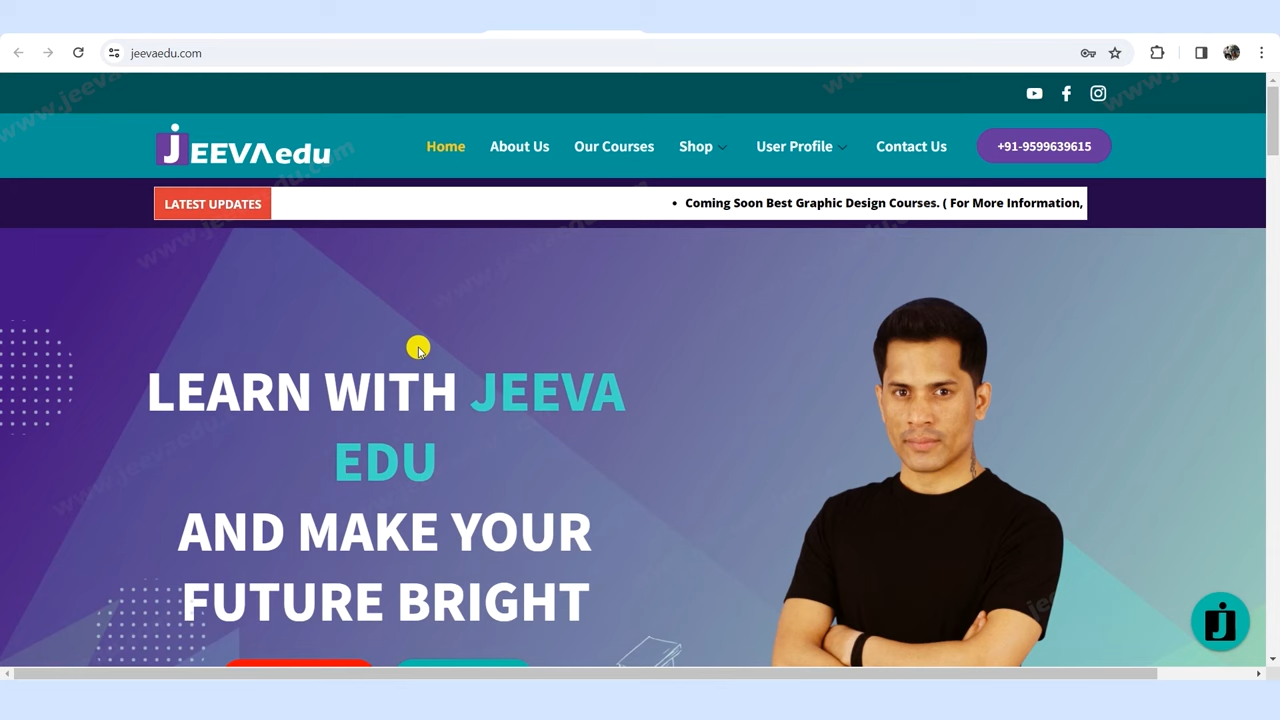 jeevaedu.com
JEEVAedu
Home About Us Our Courses Shop User Profile Contact Us +91-9599639615
LATEST UPDATES • Coming Soon Best Graphic Design Courses. ( For More Information,
LEARN WITH JEEVA
EDU
AND MAKE YOUR
FUTURE BRIGHT